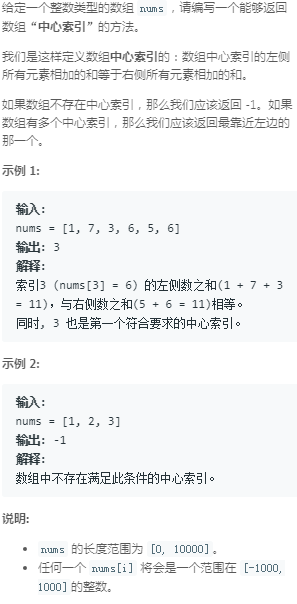 给定一个整数类型的数组 nums ，请编写一个能够返回
数组“中心索引”的方法。
我们是这样定义数组中心索引的：数组中心索引的左侧
所有元素相加的和等于右侧所有元素相加的和。
如果数组不存在中心索引，那么我们应该返回 -1。如果
数组有多个中心索引，那么我们应该返回最靠近左边的
那一个。
示例 1:
输入:
nums = [1, 7, 3, 6, 5, 6]
输出: 3
解释:
索引3 (nums[3] = 6) 的左侧数之和(1 + 7 + 3
= 11)，与右侧数之和(5 + 6 = 11)相等。
同时, 3 也是第一个符合要求的中心索引。
示例 2:
输入:
nums = [1, 2, 3]
输出: -1
解释:
数组中不存在满足此条件的中心索引。
说明:
• nums 的长度范围为 [0, 10000]。
• 任何一个 nums[i] 将会是一个范围在 [-1000,
1000]的整数。